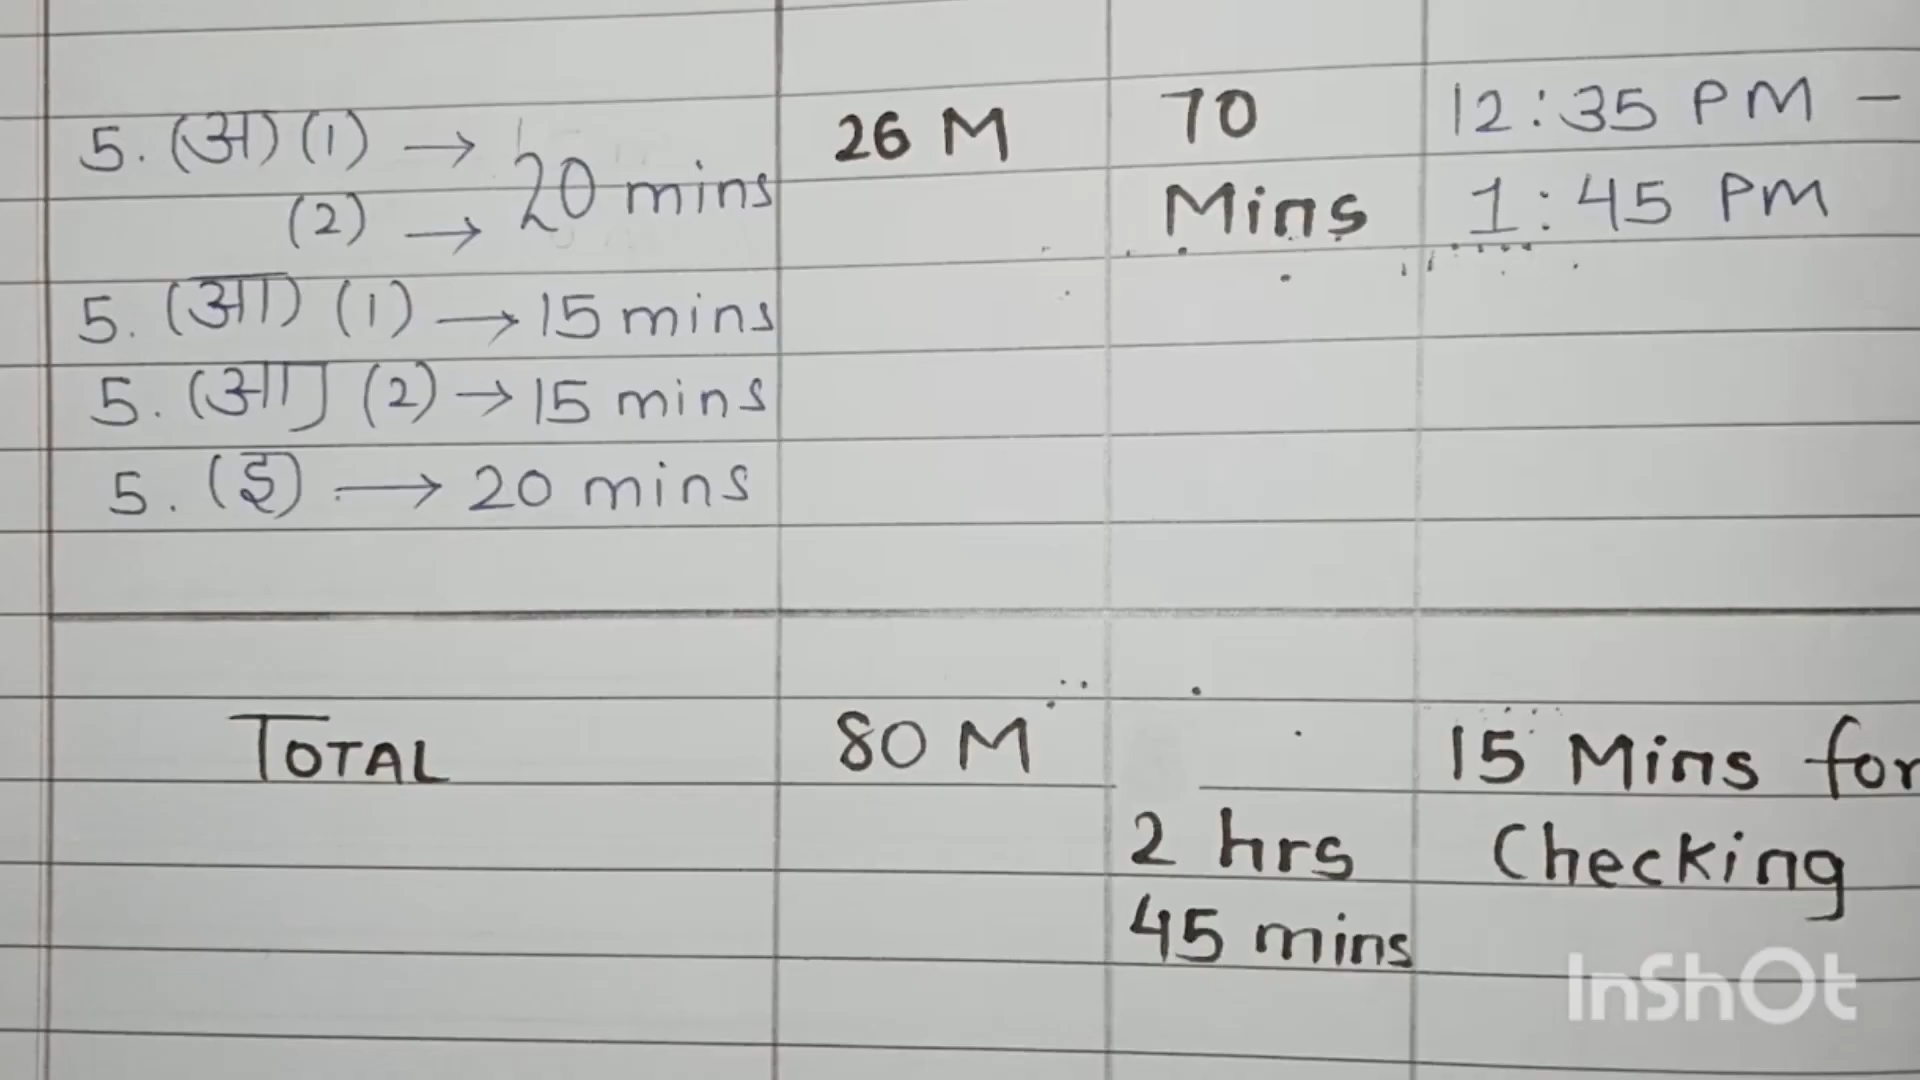 5. (अ) (1) → 26 M 70 12:35 PM –
(2) → 20 mins Mins 1:45 PM
5. (आ) (1) → 15 mins
5. (आ) (2) → 15 mins
5. (इ) → 20 mins
TOTAL 80 M 15 Mins for
2 hrs Checking
45 mins
InShOt